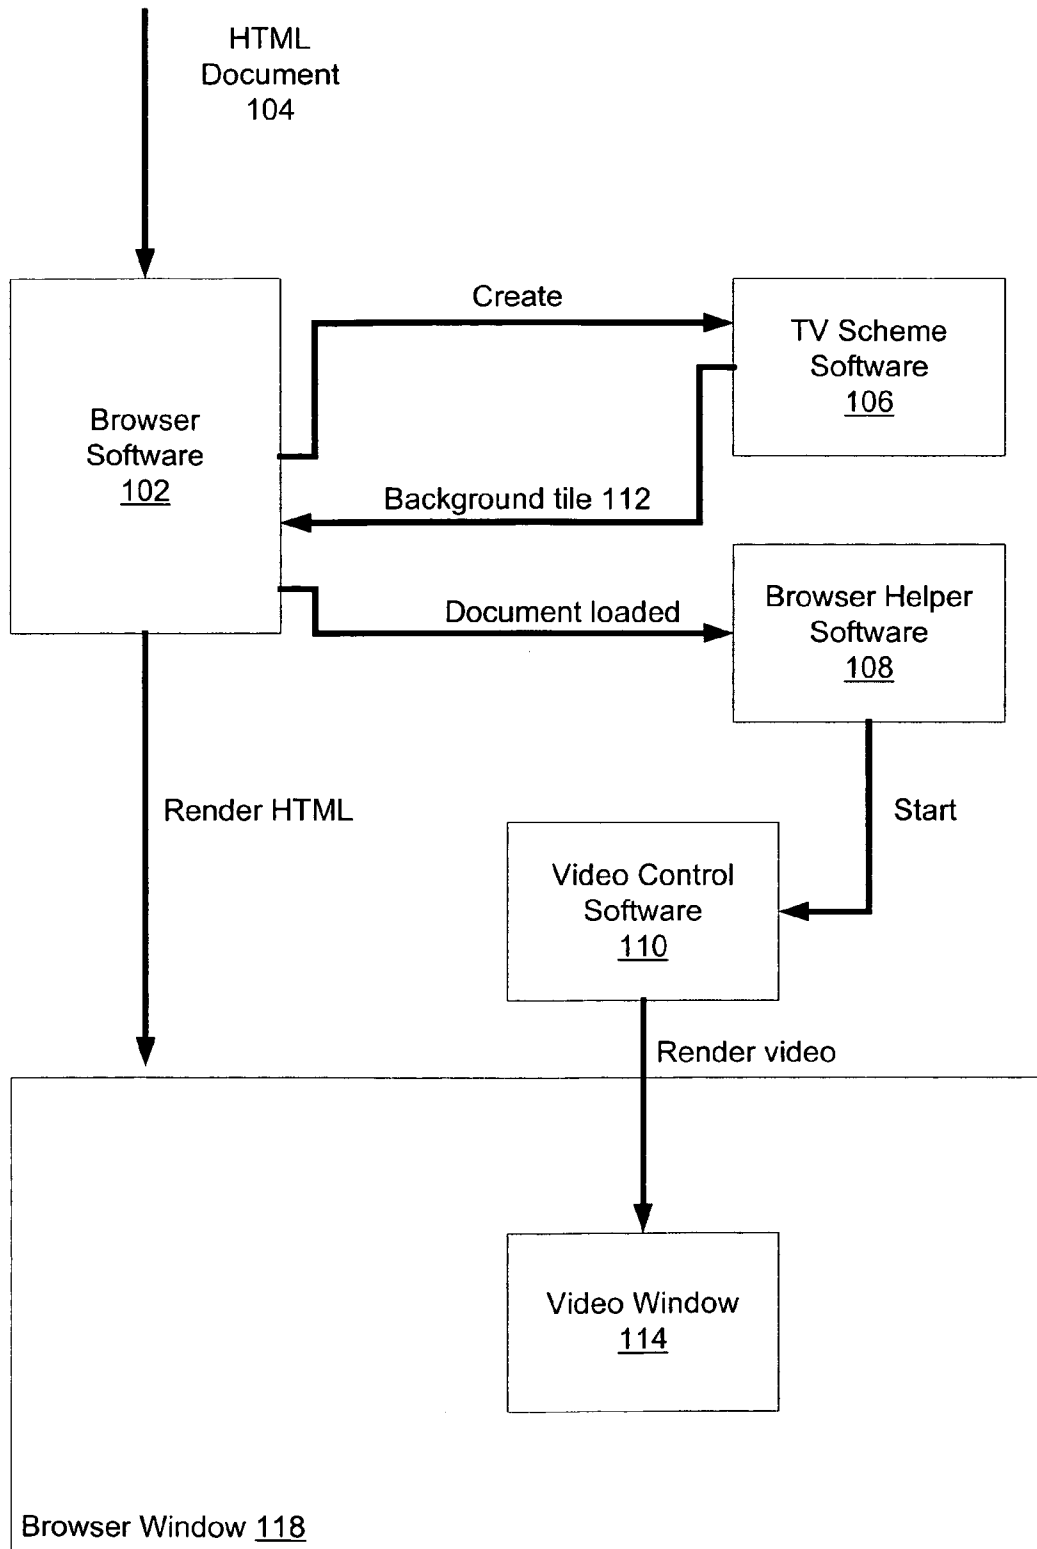 HTML
Document
104
Create
TV Scheme
Software
106
Browser
Software
102
Background tile 112
Document loaded
Browser Helper
Software
108
Render HTML
Start
Video Control
Software
110
Render video
Video Window
114
Browser Window 118